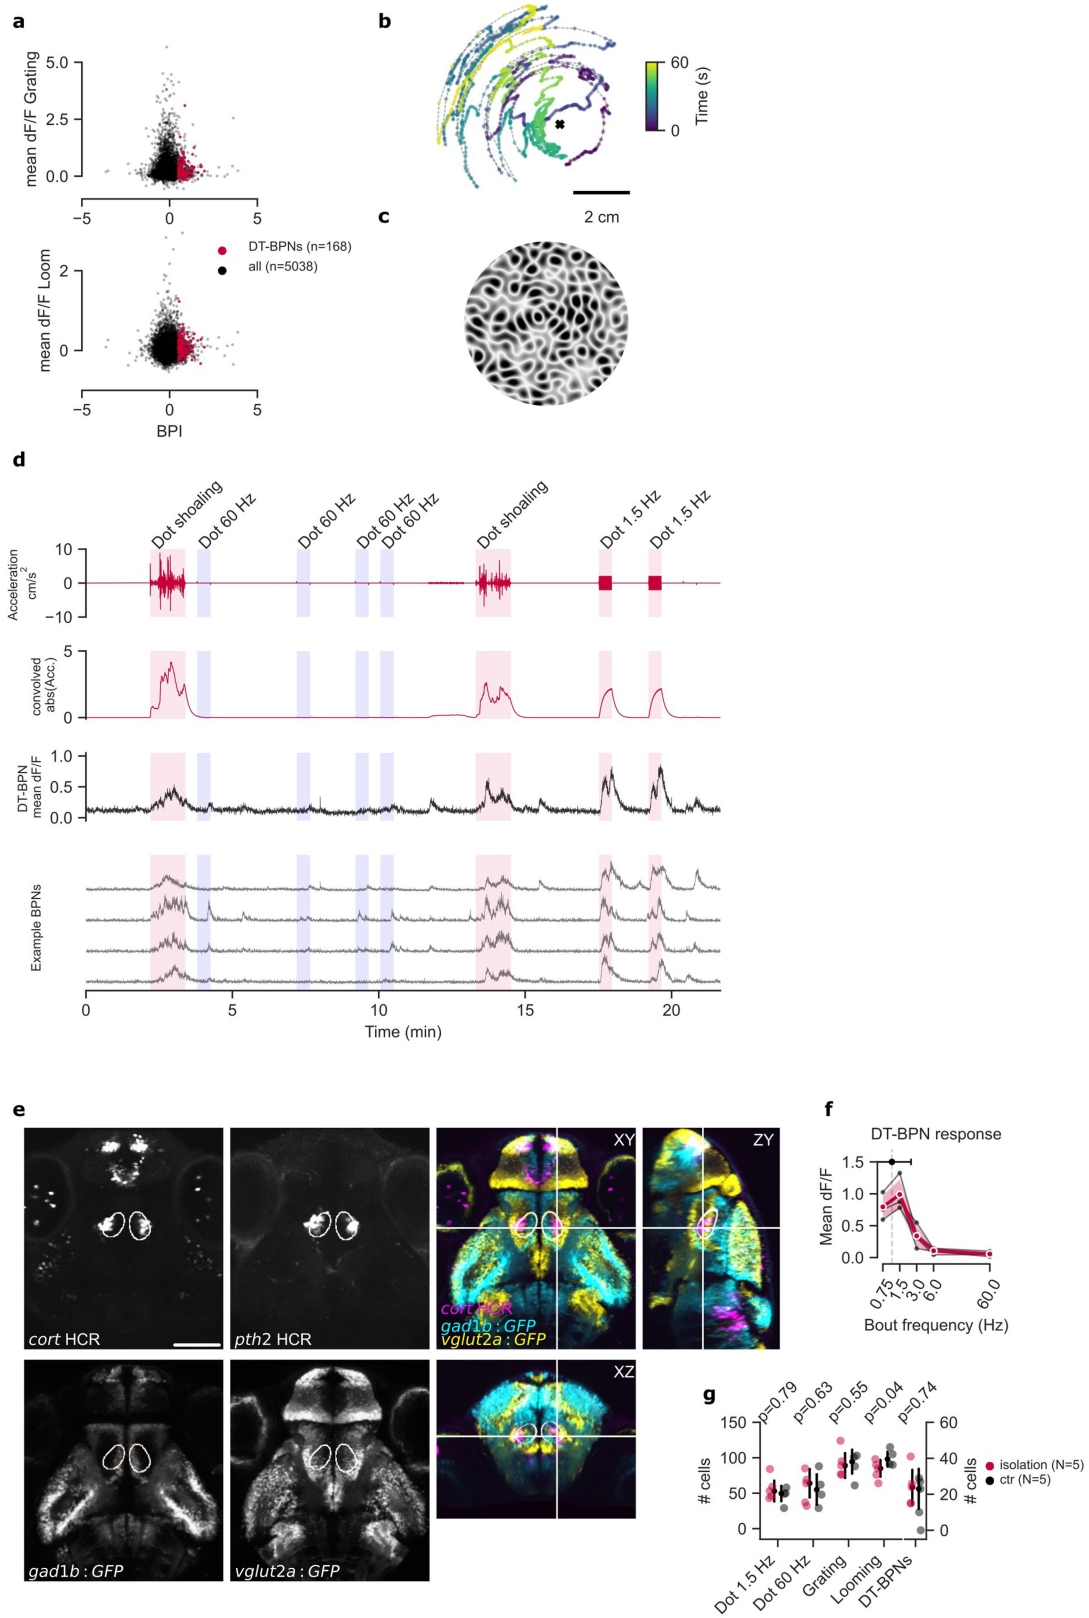 a
mean dF/F Grating
5.0
2.5
0.0
−5
0
5
mean dF/F Loom
2
0
−5
0
5
BPI
DT-BPNs (n=168)
all (n=5038)
b
60
0
Time (s)
2 cm
c
d
Dot shoaling
Dot 60 Hz
Dot 60 Hz
Dot 60 Hz
Dot 60 Hz
Dot shoaling
Dot 1.5 Hz
Dot 1.5 Hz
Acceleration
cm/s²
10
0
−10
convolved
abs(Acc.)
5
0
DT-BPN
mean dF/F
1.0
0.5
0.0
Example BPNs
0
5
10
15
20
Time (min)
e
cort HCR
pth2 HCR
XY
cort HCR
gad1b : GFP
vglut2a : GFP
ZY
gad1b : GFP
vglut2a : GFP
XZ
f
DT-BPN response
Mean dF/F
1.5
1.0
0.5
0.0
0.75
1.5
3.0
6.0
60.0
Bout frequency (Hz)
g
p=0.79
p=0.63
p=0.55
p=0.04
p=0.74
# cells
150
100
50
0
60
40
20
0
# cells
isolation (N=5)
ctr (N=5)
Dot 1.5 Hz
Dot 60 Hz
Grating
Looming
DT-BPNs